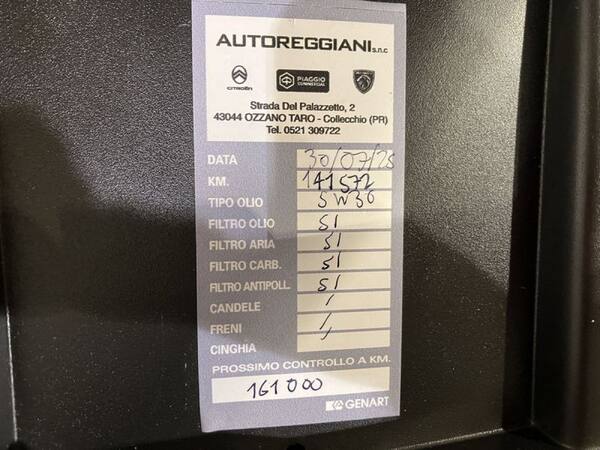 AUTOREGGIANI s.n.c
CITROËN PIAGGIO COMMERCIAL PEUGEOT
Strada Del Palazzetto, 2
43044 OZZANO TARO - Collecchio (PR)
Tel. 0521 309722
DATA 30/07/25
KM. 141572
TIPO OLIO 5W30
FILTRO OLIO SI
FILTRO ARIA SI
FILTRO CARB. SI
FILTRO ANTIPOLL. SI
CANDELE /
FRENI /
CINGHIA /
PROSSIMO CONTROLLO A KM.
161000
GENART